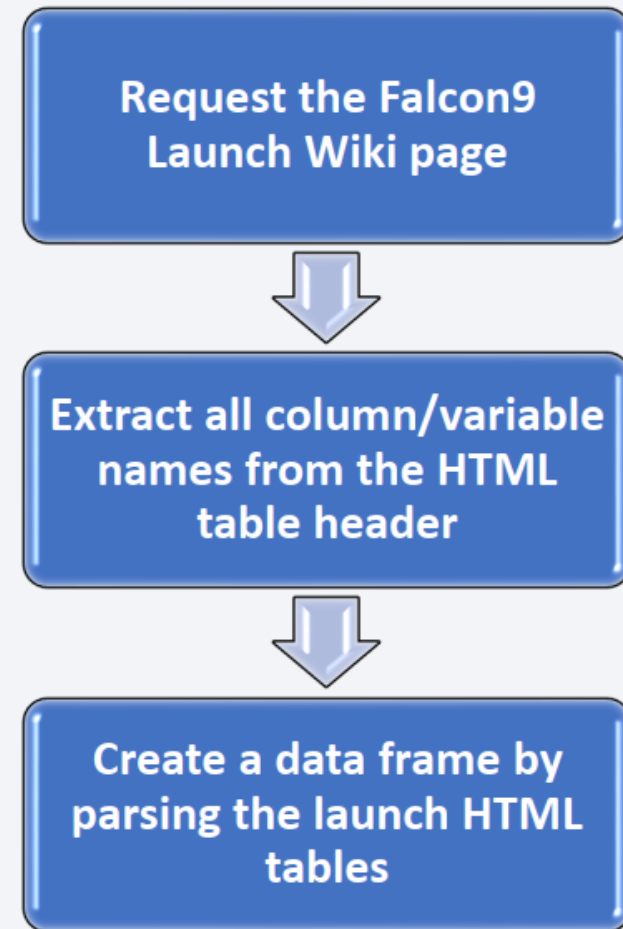 Request the Falcon9
Launch Wiki page
Extract all column/variable
names from the HTML
table header
Create a data frame by
parsing the launch HTML
tables